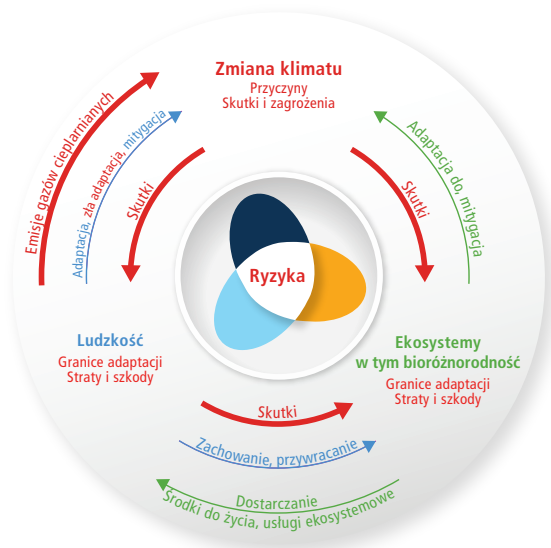 Zmiana klimatu
Przyczyny
Skutki i zagrożenia
Emisje gazów cieplarnianych
Adaptacja, zła adaptacja, mitygacja
Skutki
Skutki
Adaptacja do, mitygacja
Ryzyka
Ludzkość
Granice adaptacji
Straty i szkody
Ekosystemy
w tym bioróżnorodność
Granice adaptacji
Straty i szkody
Skutki
Zachowanie, przywracanie
Dostarczanie
Środki do życia, usługi ekosystemowe